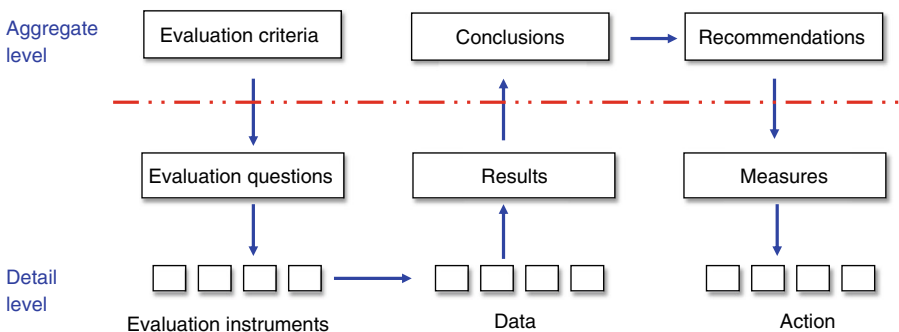 Aggregate
level
Evaluation criteria
Conclusions
Recommendations
Evaluation questions
Results
Measures
Detail
level
Evaluation instruments
Data
Action